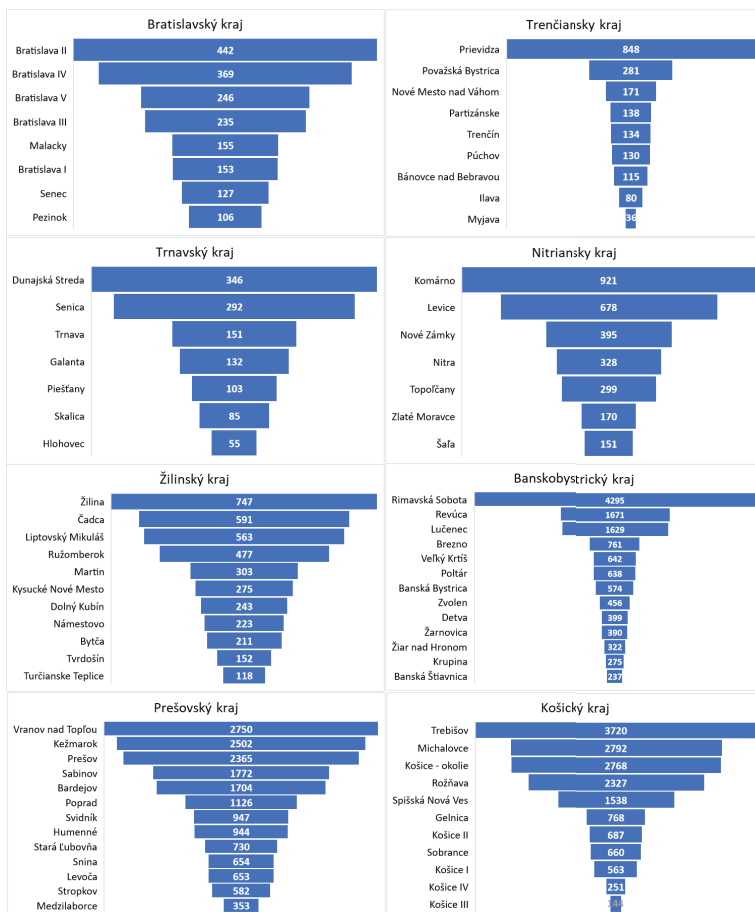 Bratislavský kraj
Bratislava II 442
Bratislava IV 369
Bratislava V 246
Bratislava III 235
Malacky 155
Bratislava I 153
Senec 127
Pezinok 106
Trenčiansky kraj
Prievidza 848
Považská Bystrica 281
Nové Mesto nad Váhom 171
Partizánske 138
Trenčín 134
Púchov 130
Bánovce nad Bebravou 115
Ilava 80
Myjava 36
Trnavský kraj
Dunajská Streda 346
Senica 292
Trnava 151
Galanta 132
Piešťany 103
Skalica 85
Hlohovec 55
Nitriansky kraj
Komárno 921
Levice 678
Nové Zámky 395
Nitra 328
Topoľčany 299
Zlaté Moravce 170
Šaľa 151
Žilinský kraj
Žilina 747
Čadca 591
Liptovský Mikuláš 563
Ružomberok 477
Martin 303
Kysucké Nové Mesto 275
Dolný Kubín 243
Námestovo 223
Bytča 211
Tvrdošín 152
Turčianske Teplice 118
Banskobystrický kraj
Rimavská Sobota 4295
Revúca 1671
Lučenec 1629
Brezno 761
Veľký Krtíš 642
Poltár 638
Banská Bystrica 574
Zvolen 456
Detva 399
Žarnovica 390
Žiar nad Hronom 322
Krupina 275
Banská Štiavnica 237
Prešovský kraj
Vranov nad Topľou 2750
Kežmarok 2502
Prešov 2365
Sabinov 1772
Bardejov 1704
Poprad 1126
Svidník 947
Humenné 944
Stará Ľubovňa 730
Snina 654
Levoča 653
Stropkov 582
Medzilaborce 353
Košický kraj
Trebišov 3720
Michalovce 2792
Košice - okolie 2768
Rožňava 2327
Spišská Nová Ves 1538
Gelnica 768
Košice II 687
Sobrance 660
Košice I 563
Košice IV 251
Košice III 144